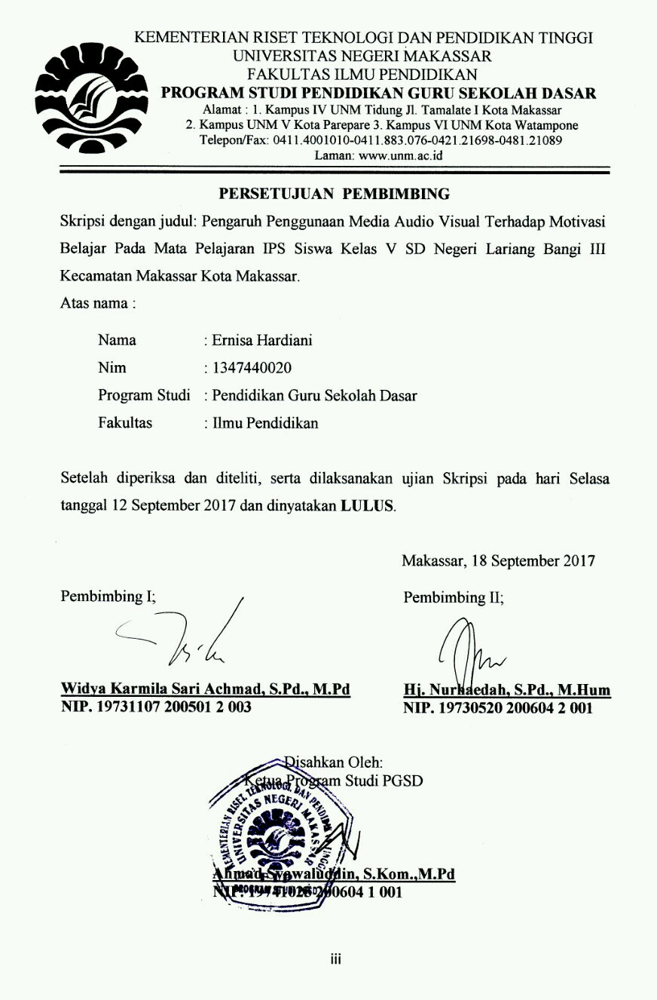 KEMENTERIAN RISET TEKNOLOGI DAN PENDIDIKAN TINGGI
UNIVERSITAS NEGERI MAKASSAR
FAKULTAS ILMU PENDIDIKAN
PROGRAM STUDI PENDIDIKAN GURU SEKOLAH DASAR
Alamat : 1. Kampus IV UNM Tidung Jl. Tamalate I Kota Makassar
2. Kampus UNM V Kota Parepare 3. Kampus VI UNM Kota Watampone
Telepon/Fax: 0411.4001010-0411.883.076-0421.21698-0481.21089
Laman: www.unm.ac.id
PERSETUJUAN PEMBIMBING
Skripsi dengan judul: Pengaruh Penggunaan Media Audio Visual Terhadap Motivasi
Belajar Pada Mata Pelajaran IPS Siswa Kelas V SD Negeri Lariang Bangi III
Kecamatan Makassar Kota Makassar.
Atas nama :
Nama : Ernisa Hardiani
Nim : 1347440020
Program Studi : Pendidikan Guru Sekolah Dasar
Fakultas : Ilmu Pendidikan
Setelah diperiksa dan diteliti, serta dilaksanakan ujian Skripsi pada hari Selasa
tanggal 12 September 2017 dan dinyatakan LULUS.
Makassar, 18 September 2017
Pembimbing I;
Pembimbing II;
Widya Karmila Sari Achmad, S.Pd., M.Pd
NIP. 19731107 200501 2 003
Hj. Nurhaedah, S.Pd., M.Hum
NIP. 19730520 200604 2 001
Disahkan Oleh:
Ketua Program Studi PGSD
KEMENTERIAN RISET, TEKNOLOGI, DAN PENDIDIKAN TINGGI
UNIVERSITAS NEGERI MAKASSAR
PROGRAM STUDI PGSD
Ahmad Syawaluddin, S.Kom.,M.Pd
NIP. 200604 1 001
iii